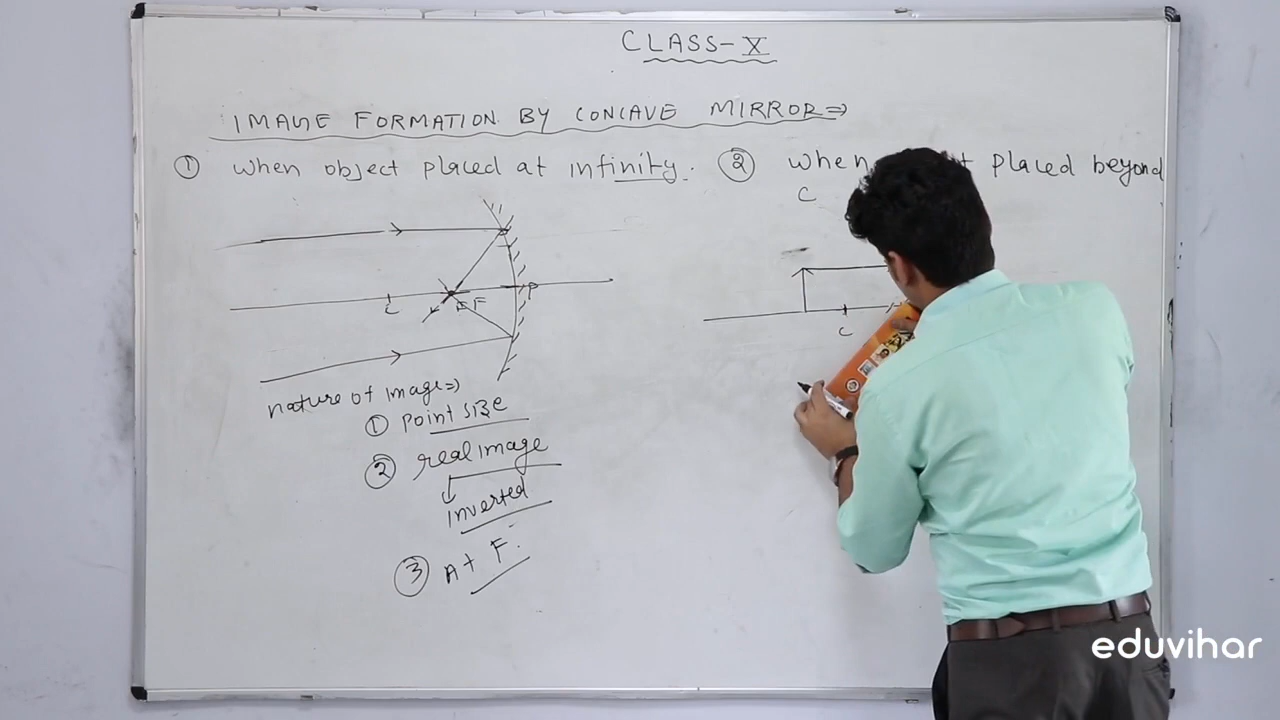 CLASS-X
IMAGE FORMATION BY CONCAVE MIRROR⇒
① when object placed at infinity.
② when placed beyond
C
C
F
P
C
nature of image⇒
① point size
② real image
↓
inverted
③ At F.
eduvihar